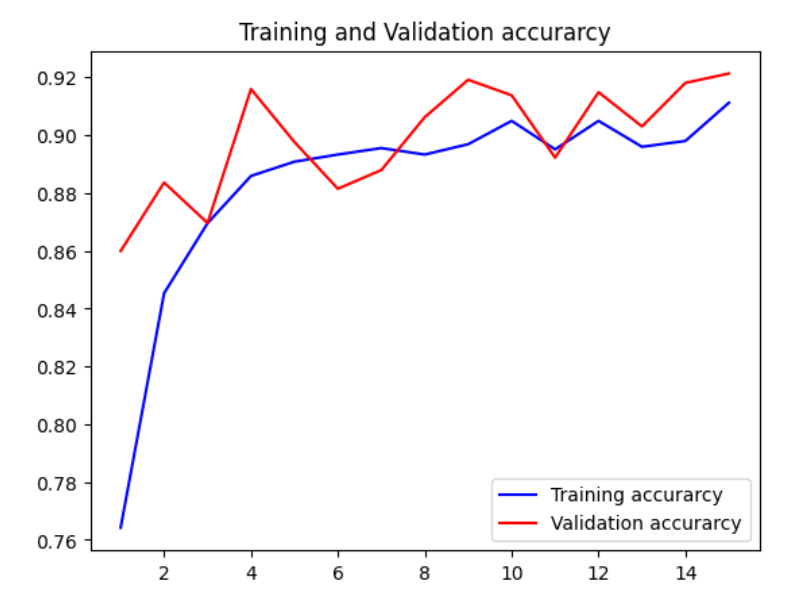 Training and Validation accurarcy
0.92
0.90
0.88
0.86
0.84
0.82
0.80
0.78
0.76
Training accurarcy
Validation accurarcy
2 4 6 8 10 12 14